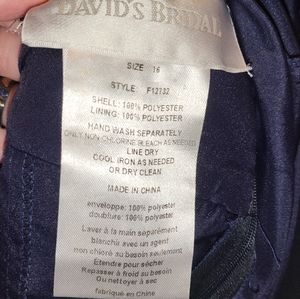 DAVID'S BRIDAL
SIZE 16
STYLE: F12732
SHELL: 100% POLYESTER
LINING: 100% POLYESTER
HAND WASH SEPARATELY
ONLY NON-CHLORINE BLEACH AS NEEDED
LINE DRY
COOL IRON AS NEEDED
OR DRY CLEAN
MADE IN CHINA
enveloppe: 100% polyester
doublure: 100% polyester
Laver à la main séparément
blanchir avec un agent
non chloré au besoin seulement
Etendre pour sécher
Repasser à froid au besoin
ou Nettoyer à sec
fabriqué en Chine